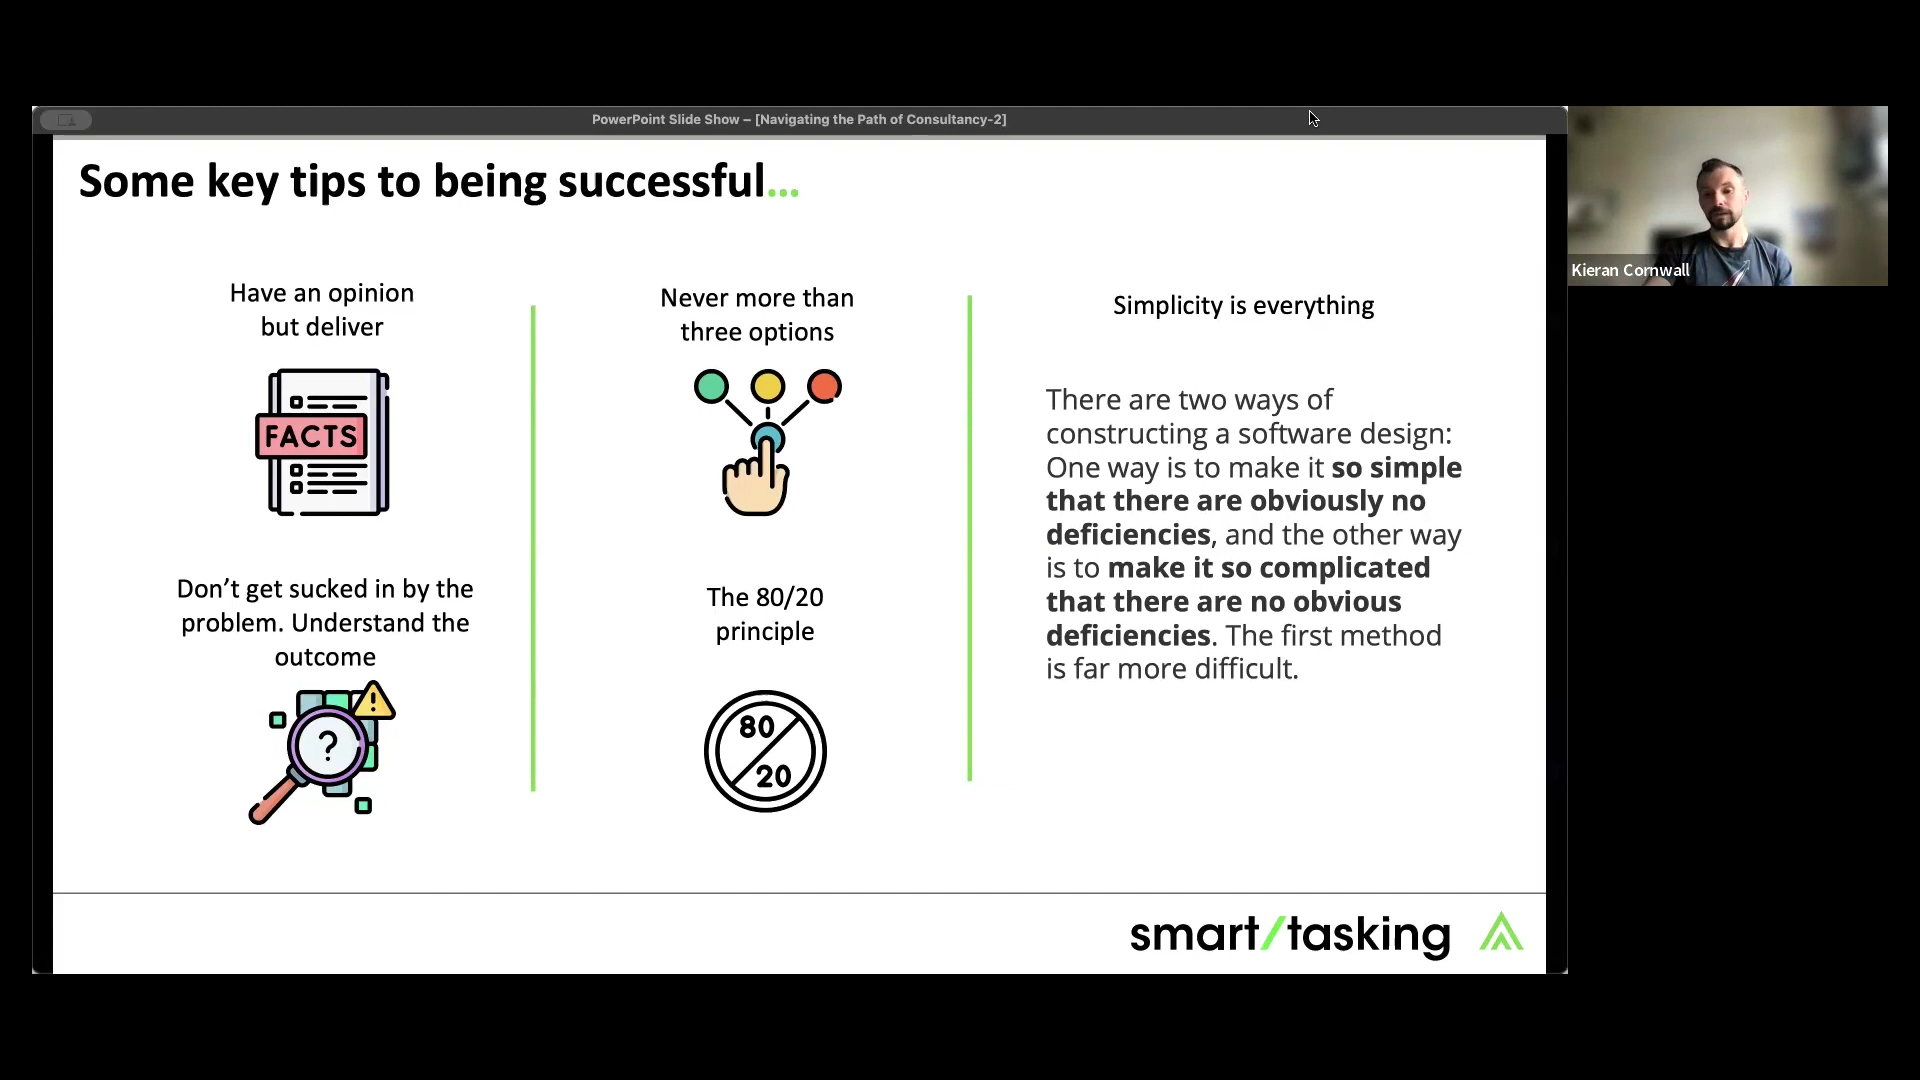 PowerPoint Slide Show – [Navigating the Path of Consultancy-2]
Some key tips to being successful...
Have an opinion
but deliver
FACTS
Don’t get sucked in by the
problem. Understand the
outcome
?
!
Never more than
three options
The 80/20
principle
80
20
Simplicity is everything
There are two ways of
constructing a software design:
One way is to make it so simple
that there are obviously no
deficiencies, and the other way
is to make it so complicated
that there are no obvious
deficiencies. The first method
is far more difficult.
smart/tasking
Kieran Cornwall